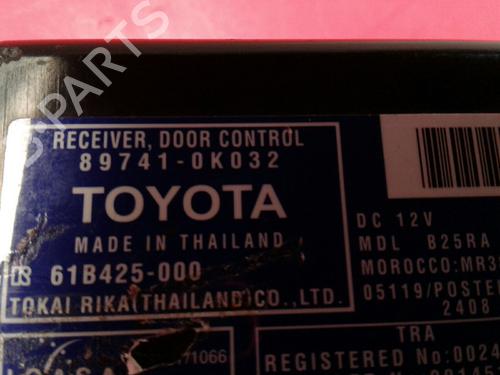 RECEIVER, DOOR CONTROL
89741-0K032
TOYOTA
MADE IN THAILAND
61B425-000
TOKAI RIKA(THAILAND)CO.,LTD.
DC 12V
MDL B25RA
MOROCCO:MR3
05119/POSTE
2408
TRA
REGISTERED No:0024
71066